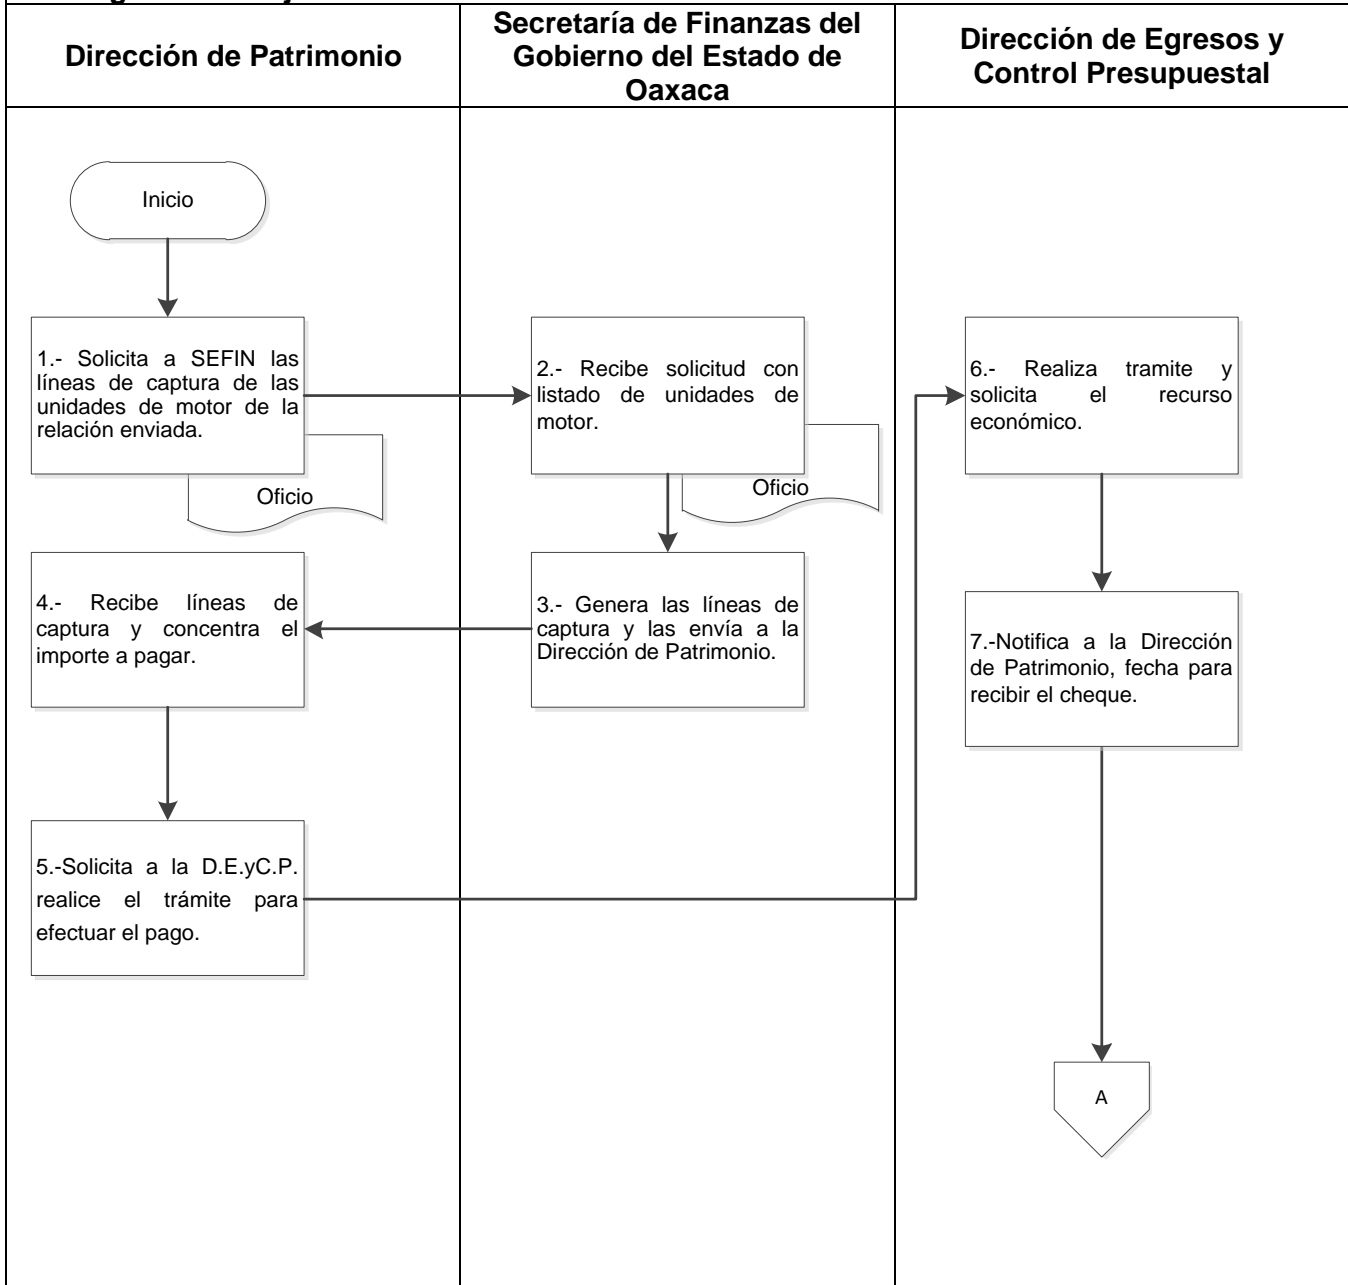 Dirección de Patrimonio
Secretaría de Finanzas del
Gobierno del Estado de
Oaxaca
Dirección de Egresos y
Control Presupuestal
Inicio
1.- Solicita a SEFIN las
líneas de captura de las
unidades de motor de la
relación enviada.
Oficio
2.- Recibe solicitud con
listado de unidades de
motor.
Oficio
3.- Genera las líneas de
captura y las envía a la
Dirección de Patrimonio.
4.- Recibe líneas de
captura y concentra el
importe a pagar.
5.-Solicita a la D.E.yC.P.
realice el trámite para
efectuar el pago.
6.- Realiza tramite y
solicita el recurso
económico.
7.-Notifica a la Dirección
de Patrimonio, fecha para
recibir el cheque.
A